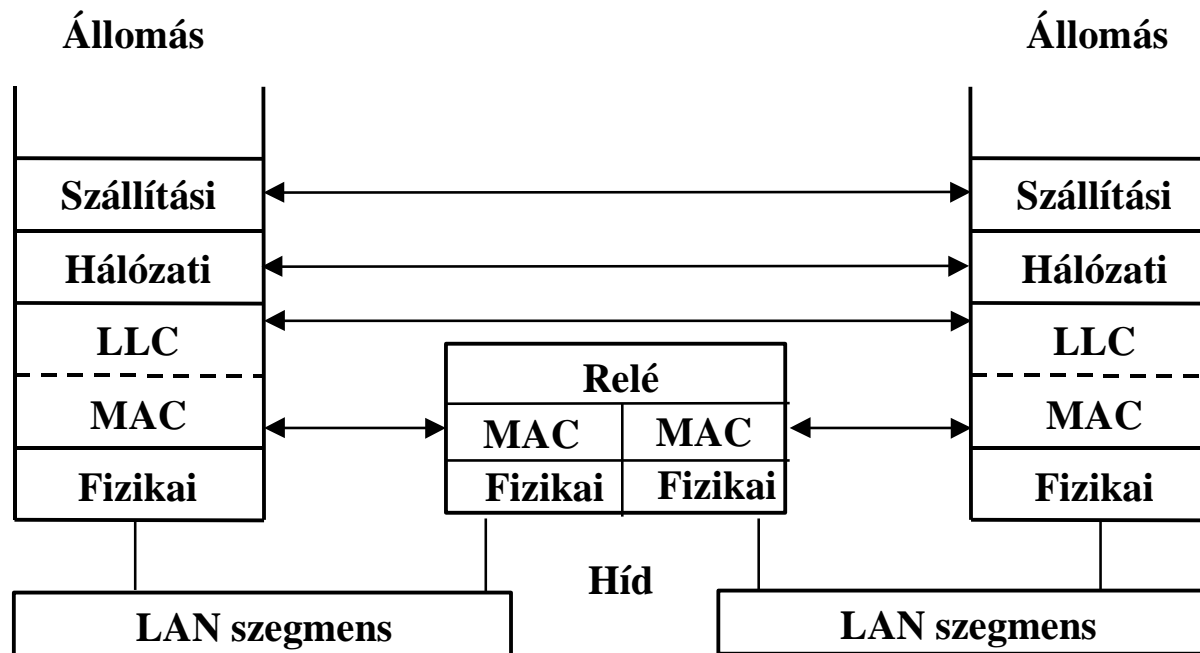 Állomás
Állomás
Szállítási
Szállítási
Hálózati
Hálózati
LLC
LLC
Relé
MAC
MAC
MAC
MAC
Fizikai
Fizikai
Fizikai
Fizikai
Híd
LAN szegmens
LAN szegmens